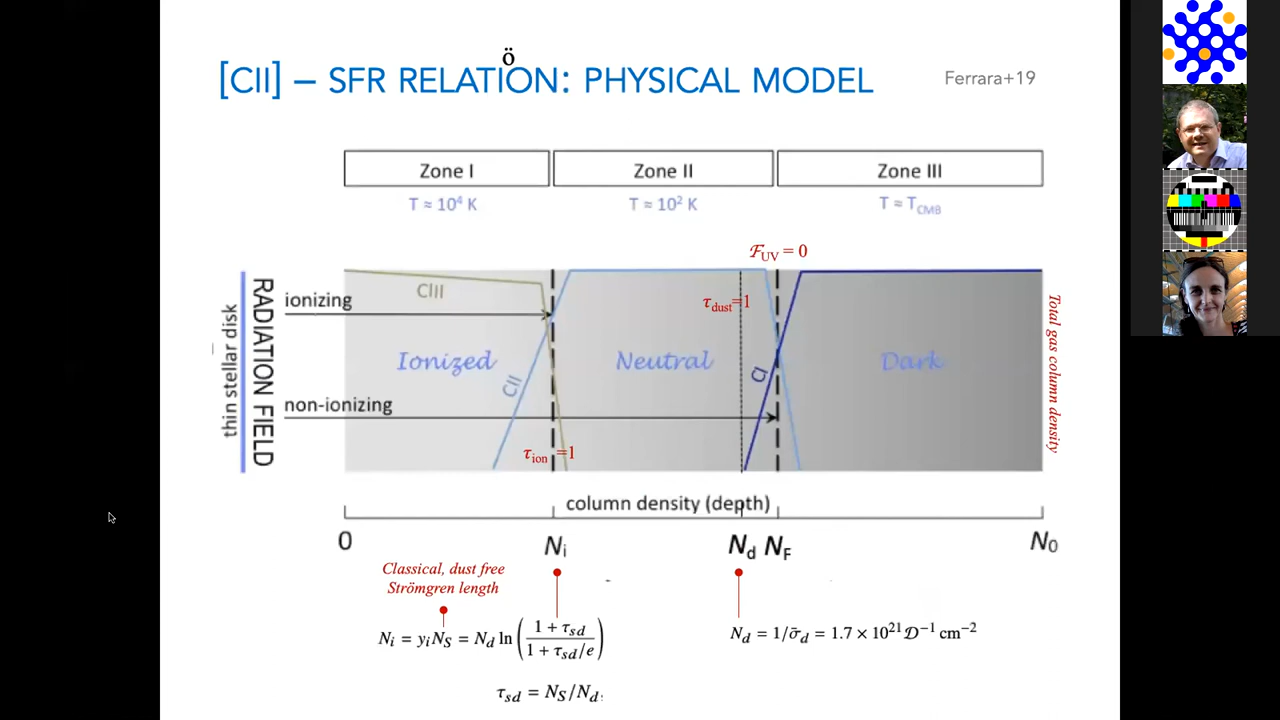 ö
[CII] – SFR RELATION: PHYSICAL MODEL
Ferrara+19
Zone I
Zone II
Zone III
T ≈ 10⁴ K
T ≈ 10² K
T ≈ T_CMB
ℱ_UV = 0
thin stellar disk
RADIATION FIELD
ionizing
non-ionizing
CIII
CII
CI
Ionized
Neutral
Dark
τ_dust=1
τ_ion =1
Total gas column density
column density (depth)
0
N_i
N_d
N_F
N_0
Classical, dust free
Strömgren length
N_i = y_i N_S = N_d ln ( (1 + τ_sd) / (1 + τ_sd/e) )
τ_sd = N_S/N_d
N_d = 1/σ̄_d = 1.7 × 10²¹ 𝒟⁻¹ cm⁻²